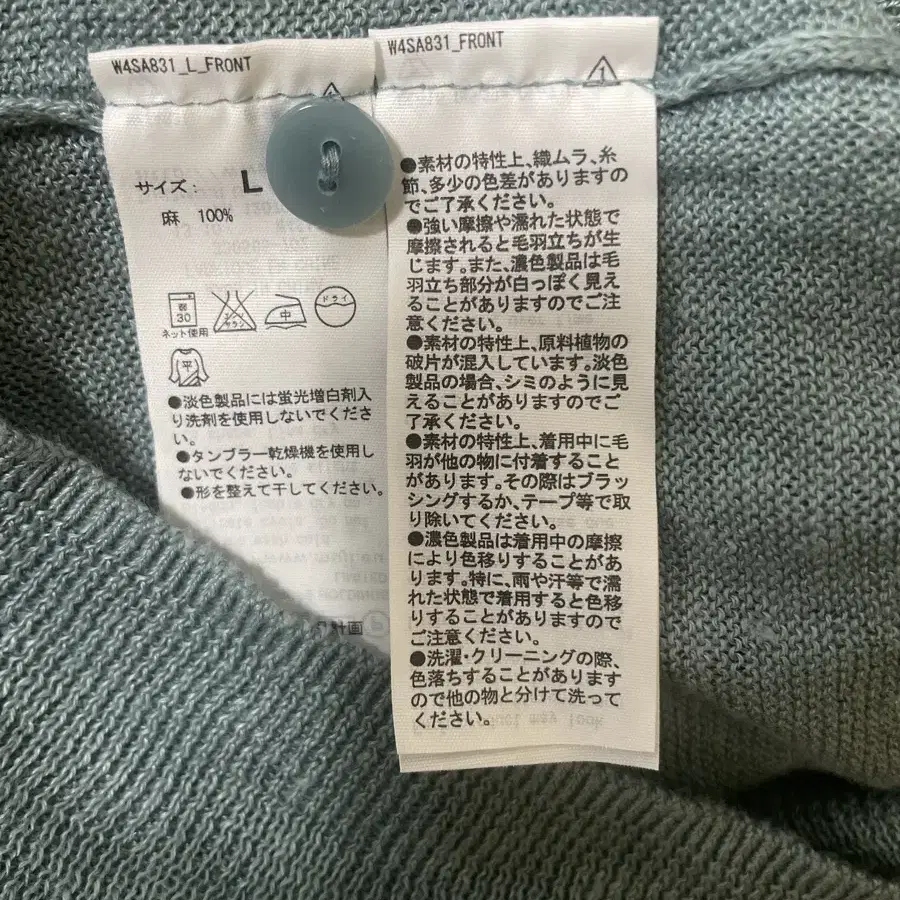 W4SA831_L_FRONT
サイズ: L
麻 100%
弱
30
ネット使用
エンソ
サラシ
中
ドライ
平
●淡色製品には蛍光増白剤入
り洗剤を使用しないでくださ
い。
●タンブラー乾燥機を使用し
ないでください。
●形を整えて干してください。
計画
W4SA831_FRONT
1
●素材の特性上、織ムラ、糸
節、多少の色差がありますの
でご了承ください。
●強い摩擦や濡れた状態で
摩擦されると毛羽立ちが生
じます。また、濃色製品は毛
羽立ち部分が白っぽく見え
ることがありますのでご注
意ください。
●素材の特性上、原料植物の
破片が混入しています。淡色
製品の場合、シミのように見
えることがありますのでご
了承ください。
●素材の特性上、着用中に毛
羽が他の物に付着すること
があります。その際はブラッ
シングするか、テープ等で取
り除いてください。
●濃色製品は着用中の摩擦
により色移りすることがあ
ります。特に、雨や汗等で濡
れた状態で着用すると色移
りすることがありますので
ご注意ください。
●洗濯・クリーニングの際、
色落ちすることがあります
ので他の物と分けて洗って
ください。